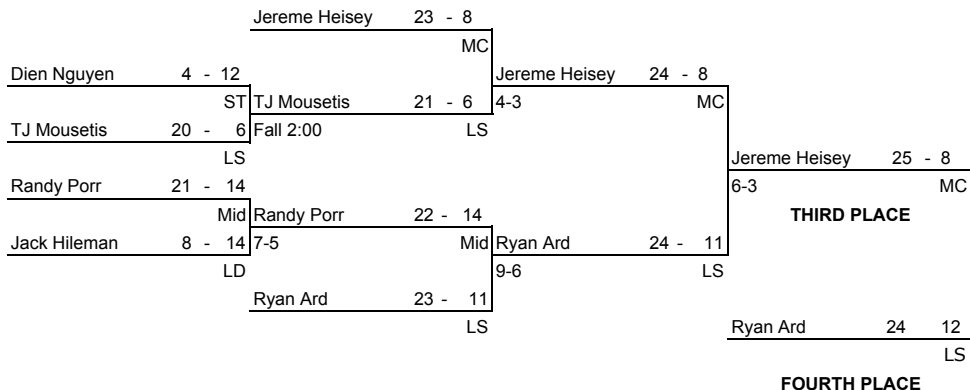 Jereme Heisey 23 - 8
MC
Dien Nguyen 4 - 12
Jereme Heisey 24 - 8
ST
TJ Mousetis 21 - 6
4-3
MC
TJ Mousetis 20 - 6
Fall 2:00
LS
LS
Jereme Heisey 25 - 8
Randy Porr 21 - 14
6-3
MC
Mid
Randy Porr 22 - 14
THIRD PLACE
Jack Hileman 8 - 14
7-5
Mid
Ryan Ard 24 - 11
LD
9-6
LS
Ryan Ard 23 - 11
LS
Ryan Ard 24 12
LS
FOURTH PLACE